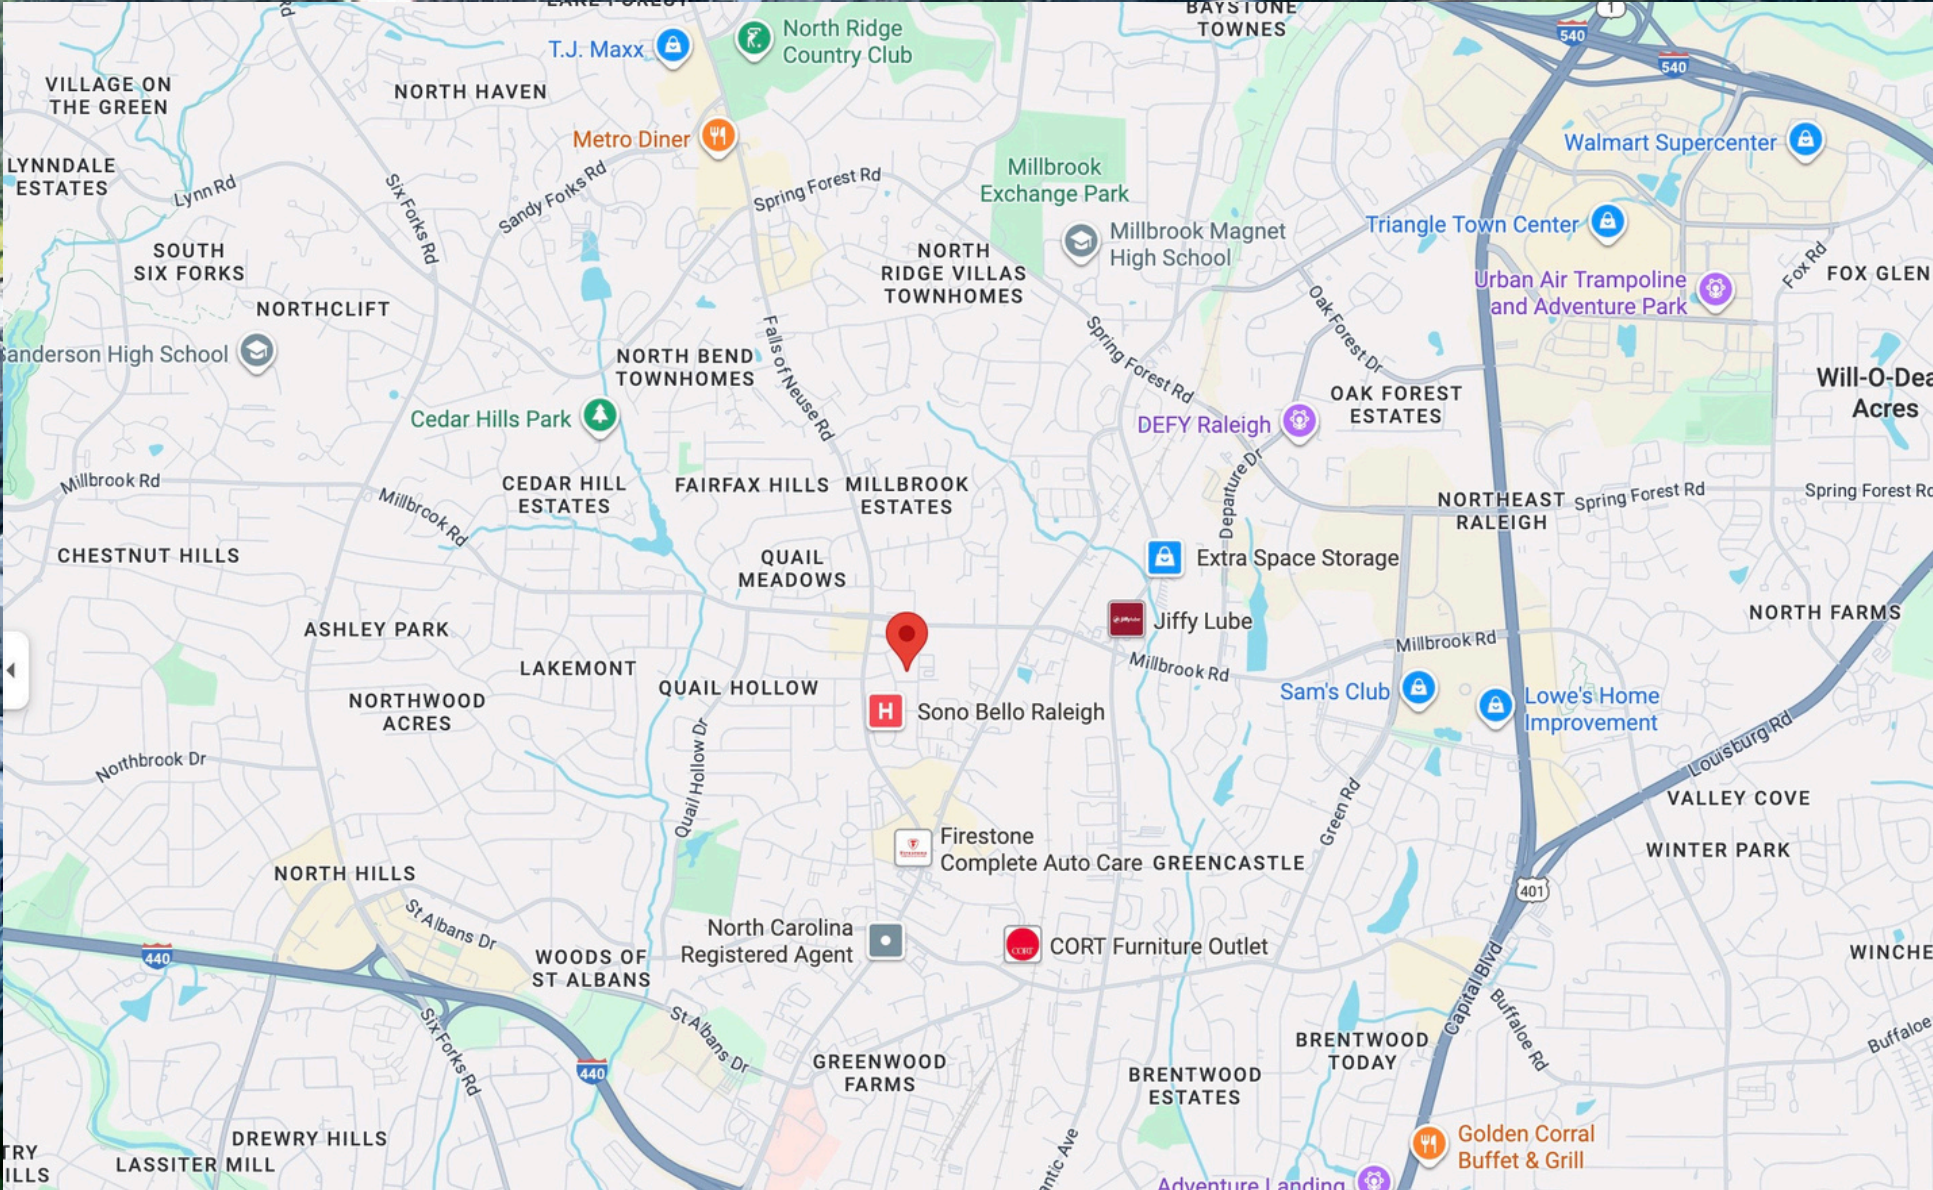 LAKE FOREST
BAYSTONE
TOWNES
1
540
540
T.J. Maxx
North Ridge
Country Club
VILLAGE ON
THE GREEN
NORTH HAVEN
Metro Diner
Walmart Supercenter
LYNNDALE
ESTATES
Lynn Rd
Six Forks Rd
Sandy Forks Rd
Spring Forest Rd
Millbrook
Exchange Park
Millbrook Magnet
High School
Triangle Town Center
SOUTH
SIX FORKS
NORTH
RIDGE VILLAS
TOWNHOMES
Urban Air Trampoline
and Adventure Park
Fox Rd
FOX GLEN
NORTHCLIFT
Sanderson High School
NORTH BEND
TOWNHOMES
Falls of Neuse Rd
Spring Forest Rd
Oak Forest Dr
OAK FOREST
ESTATES
Will-O-Dea
Acres
Cedar Hills Park
DEFY Raleigh
Departure Dr
Millbrook Rd
Millbrook Rd
CEDAR HILL
ESTATES
FAIRFAX HILLS
MILLBROOK
ESTATES
NORTHEAST
RALEIGH
Spring Forest Rd
Spring Forest Rd
CHESTNUT HILLS
QUAIL
MEADOWS
Extra Space Storage
ASHLEY PARK
Jiffy Lube
NORTH FARMS
LAKEMONT
Millbrook Rd
Millbrook Rd
QUAIL HOLLOW
Sam's Club
Lowe's Home
Improvement
NORTHWOOD
ACRES
H
Sono Bello Raleigh
Northbrook Dr
Quail Hollow Dr
Louisburg Rd
VALLEY COVE
Green Rd
Firestone
Complete Auto Care
GREENCASTLE
WINTER PARK
NORTH HILLS
401
St Albans Dr
North Carolina
Registered Agent
CORT
CORT Furniture Outlet
440
WOODS OF
ST ALBANS
WINCHE
Capital Blvd
Buffaloe Rd
Buffaloe
Six Forks Rd
St Albans Dr
440
GREENWOOD
FARMS
BRENTWOOD
TODAY
BRENTWOOD
ESTATES
DREWRY HILLS
LASSITER MILL
TRY
ILLS
antic Ave
Golden Corral
Buffet & Grill
Adventure Landing